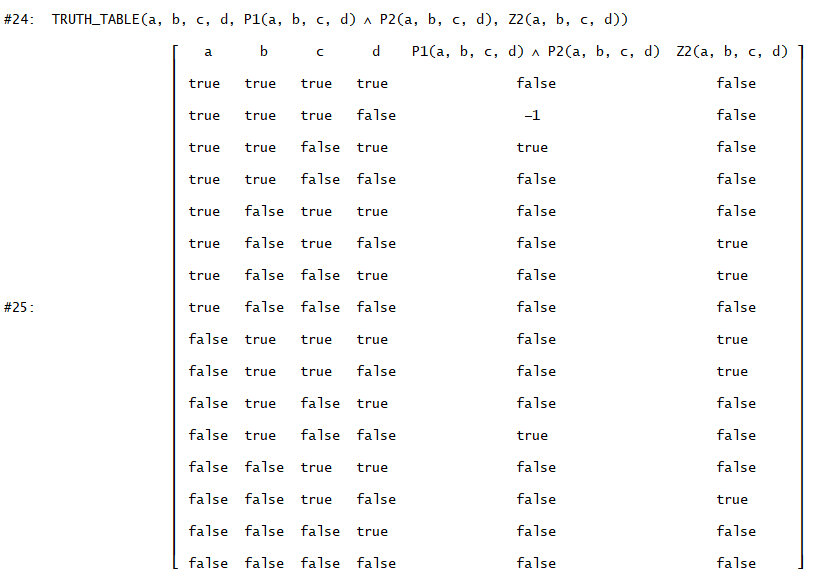 #24: TRUTH_TABLE(a, b, c, d, P1(a, b, c, d) ∧ P2(a, b, c, d), Z2(a, b, c, d))
a b c d P1(a, b, c, d) ∧ P2(a, b, c, d) Z2(a, b, c, d)
true true true true false false
true true true false −1 false
true true false true true false
true true false false false false
true false true true false false
true false true false false true
true false false true false true
#25: true false false false false false
false true true true false true
false true true false false true
false true false true false false
false true false false true false
false false true true false false
false false true false false true
false false false true false false
false false false false false false